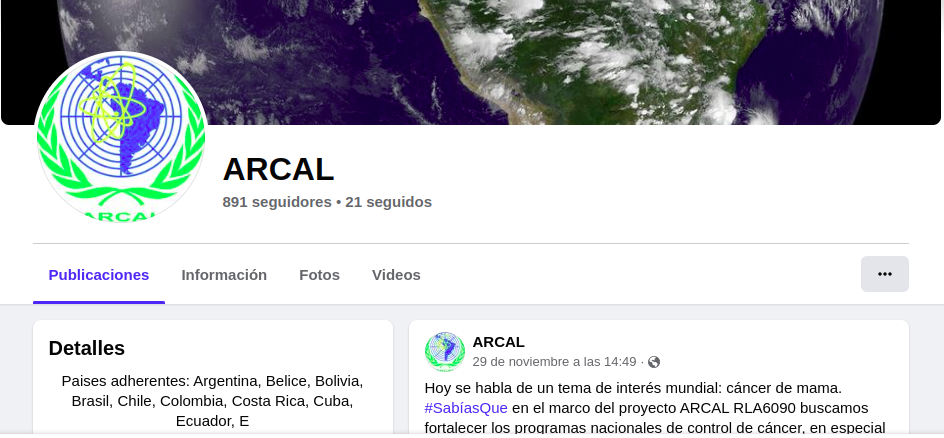 ARCAL
ARCAL
891 seguidores • 21 seguidos
Publicaciones
Información
Fotos
Videos
Detalles
Paises adherentes: Argentina, Belice, Bolivia,
Brasil, Chile, Colombia, Costa Rica, Cuba,
Ecuador, E
ARCAL
29 de noviembre a las 14:49 ·
Hoy se habla de un tema de interés mundial: cáncer de mama.
#SabíasQue en el marco del proyecto ARCAL RLA6090 buscamos
fortalecer los programas nacionales de control de cáncer, en especial